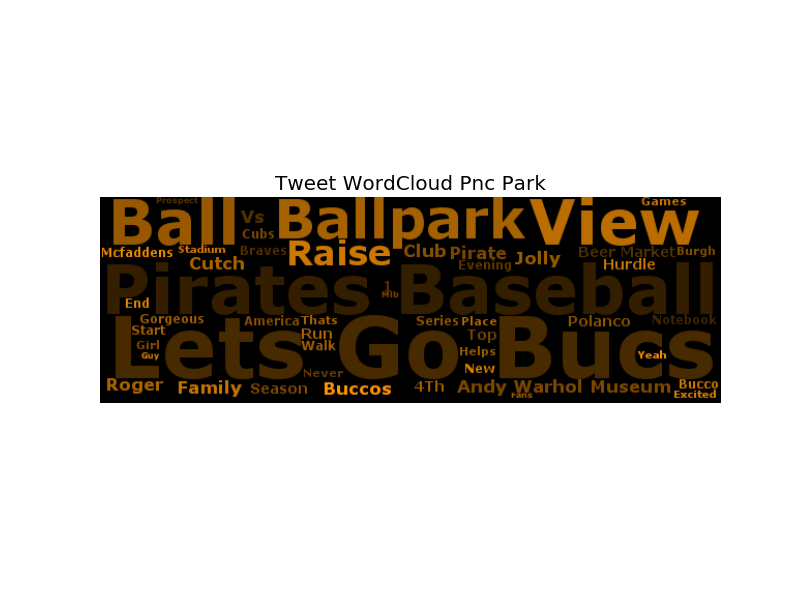 Tweet WordCloud Pnc Park
Prospect Games
Ball Vs Ballpark View
Cubs
Mcfaddens Stadium Braves Raise Club Pirate Beer Market Burgh
Cutch Evening Jolly Hurdle
Pirates 1 Baseball
Mlb
End
Gorgeous America Thats Series Place Polanco Notebook
Start Run Top
Lets Go Bucs
Girl Walk Helps
Guy Yeah
Never New
Roger Family Season Buccos 4Th Andy Warhol Museum Bucco
Fans Excited